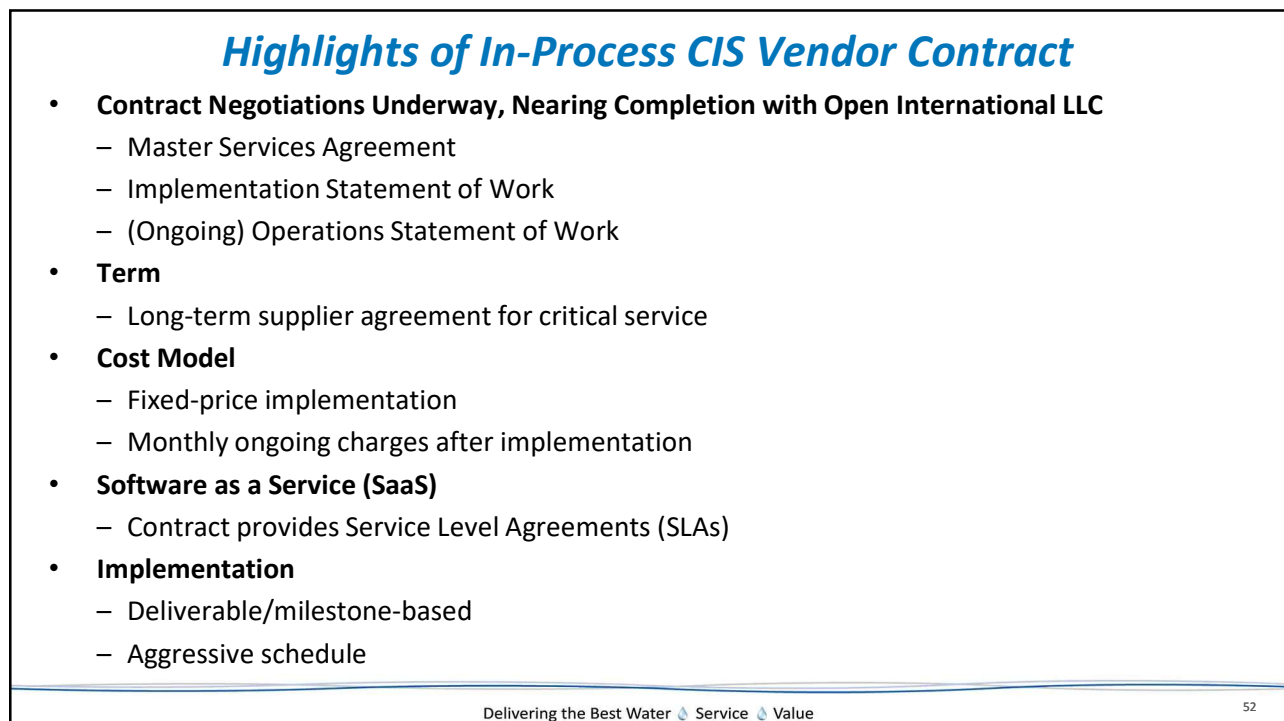 Highlights of In-Process CIS Vendor Contract
• Contract Negotiations Underway, Nearing Completion with Open International LLC
– Master Services Agreement
– Implementation Statement of Work
– (Ongoing) Operations Statement of Work
• Term
– Long-term supplier agreement for critical service
• Cost Model
– Fixed-price implementation
– Monthly ongoing charges after implementation
• Software as a Service (SaaS)
– Contract provides Service Level Agreements (SLAs)
• Implementation
– Deliverable/milestone-based
– Aggressive schedule
Delivering the Best Water Service Value
52